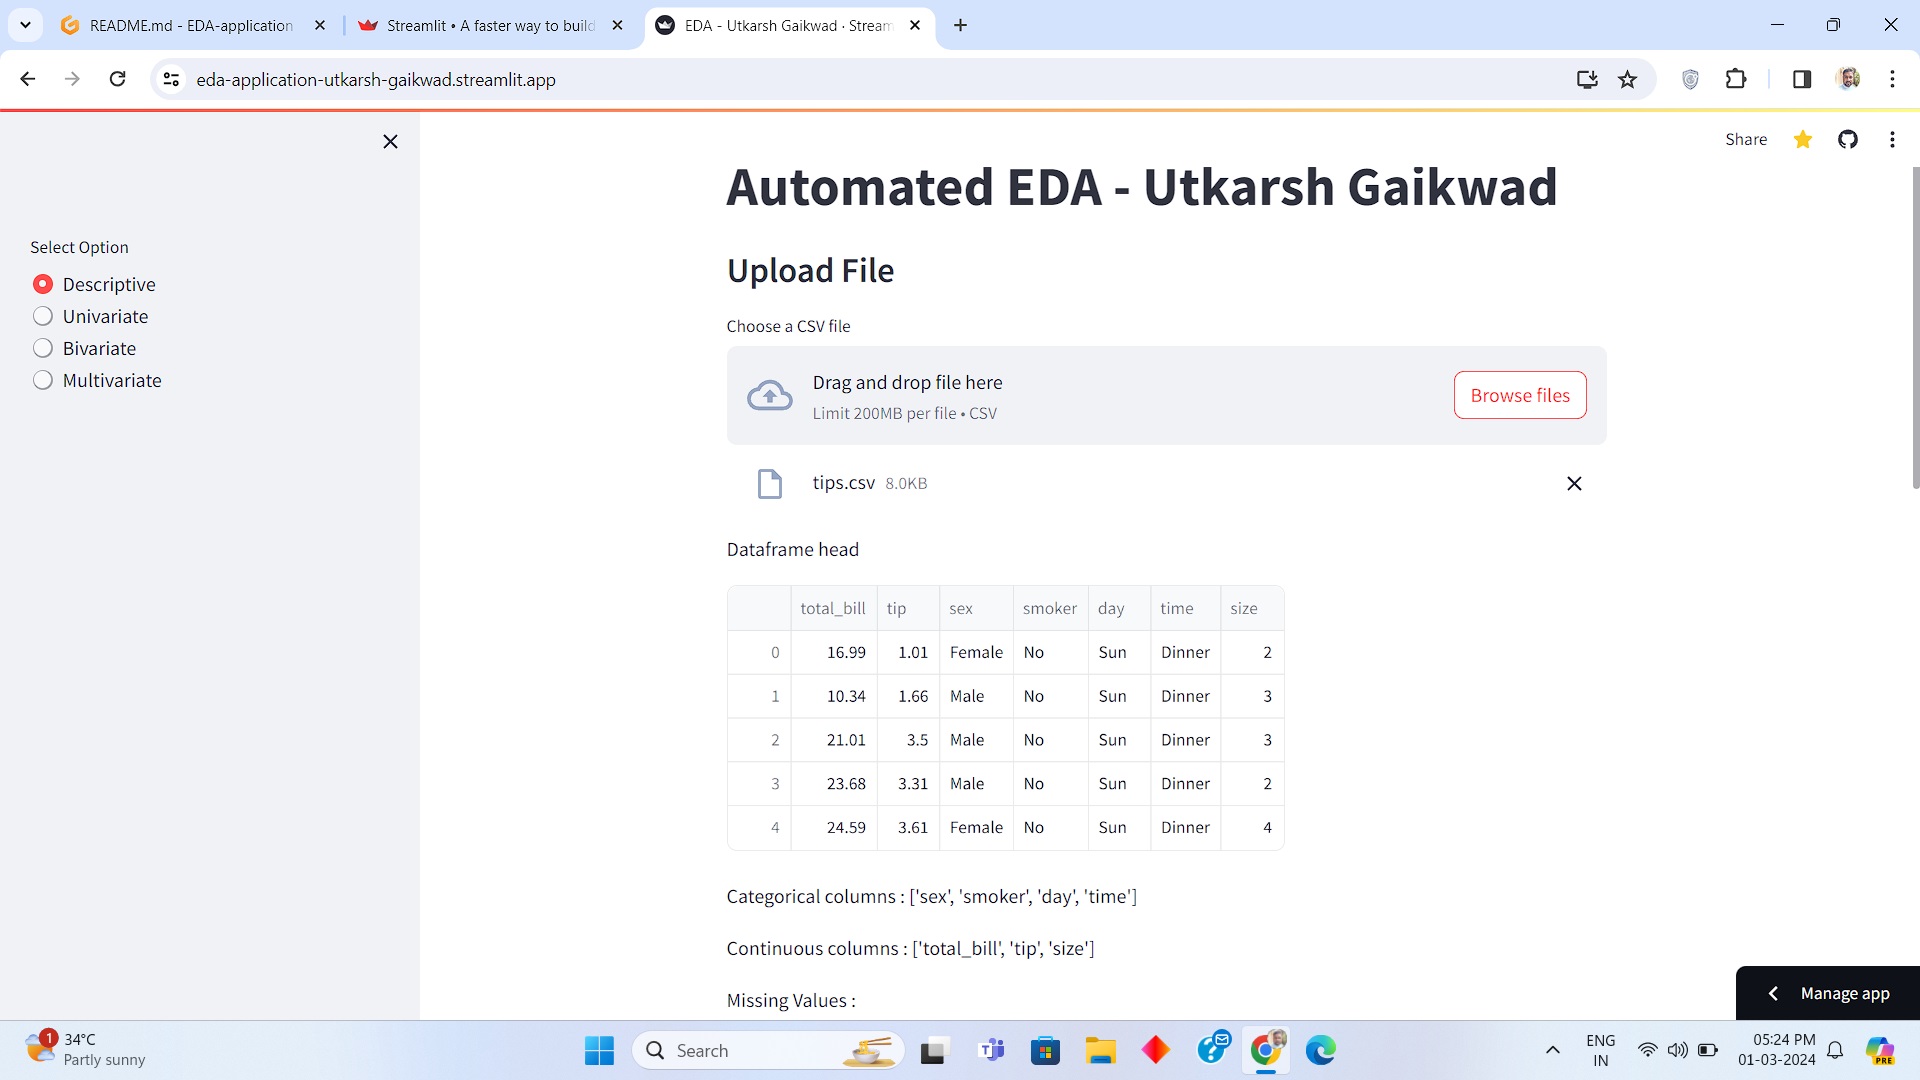 README.md - EDA-application
Streamlit • A faster way to build
EDA - Utkarsh Gaikwad · Stream
eda-application-utkarsh-gaikwad.streamlit.app
Share
Select Option
Descriptive
Univariate
Bivariate
Multivariate
Automated EDA - Utkarsh Gaikwad
Upload File
Choose a CSV file
Drag and drop file here
Limit 200MB per file • CSV
Browse files
tips.csv 8.0KB
Dataframe head
total_bill tip sex smoker day time size
0 16.99 1.01 Female No Sun Dinner 2
1 10.34 1.66 Male No Sun Dinner 3
2 21.01 3.5 Male No Sun Dinner 3
3 23.68 3.31 Male No Sun Dinner 2
4 24.59 3.61 Female No Sun Dinner 4
Categorical columns : ['sex', 'smoker', 'day', 'time']
Continuous columns : ['total_bill', 'tip', 'size']
Missing Values :
Manage app
1
34°C
Partly sunny
Search
ENG
IN
05:24 PM
01-03-2024
PRE